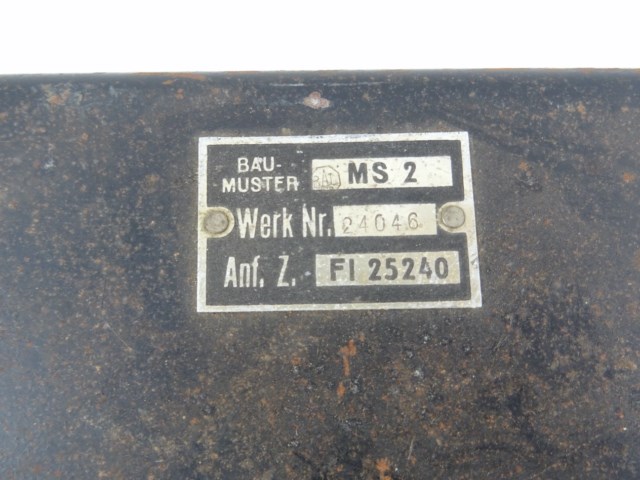 BAU-
MUSTER MS 2
Werk Nr. 24046
Anf. Z. Fl 25240